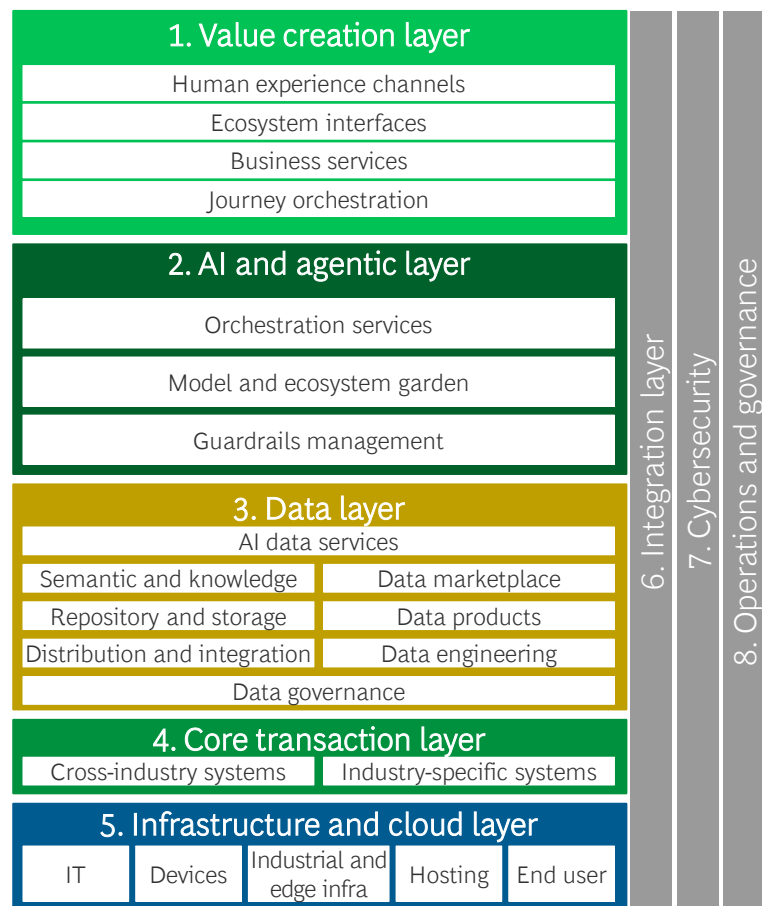 1. Value creation layer
Human experience channels
Ecosystem interfaces
Business services
Journey orchestration
2. AI and agentic layer
Orchestration services
Model and ecosystem garden
Guardrails management
3. Data layer
AI data services
Semantic and knowledge
Data marketplace
Repository and storage
Data products
Distribution and integration
Data engineering
Data governance
4. Core transaction layer
Cross-industry systems
Industry-specific systems
5. Infrastructure and cloud layer
IT
Devices
Industrial and
edge infra
Hosting
End user
6. Integration layer
7. Cybersecurity
8. Operations and governance